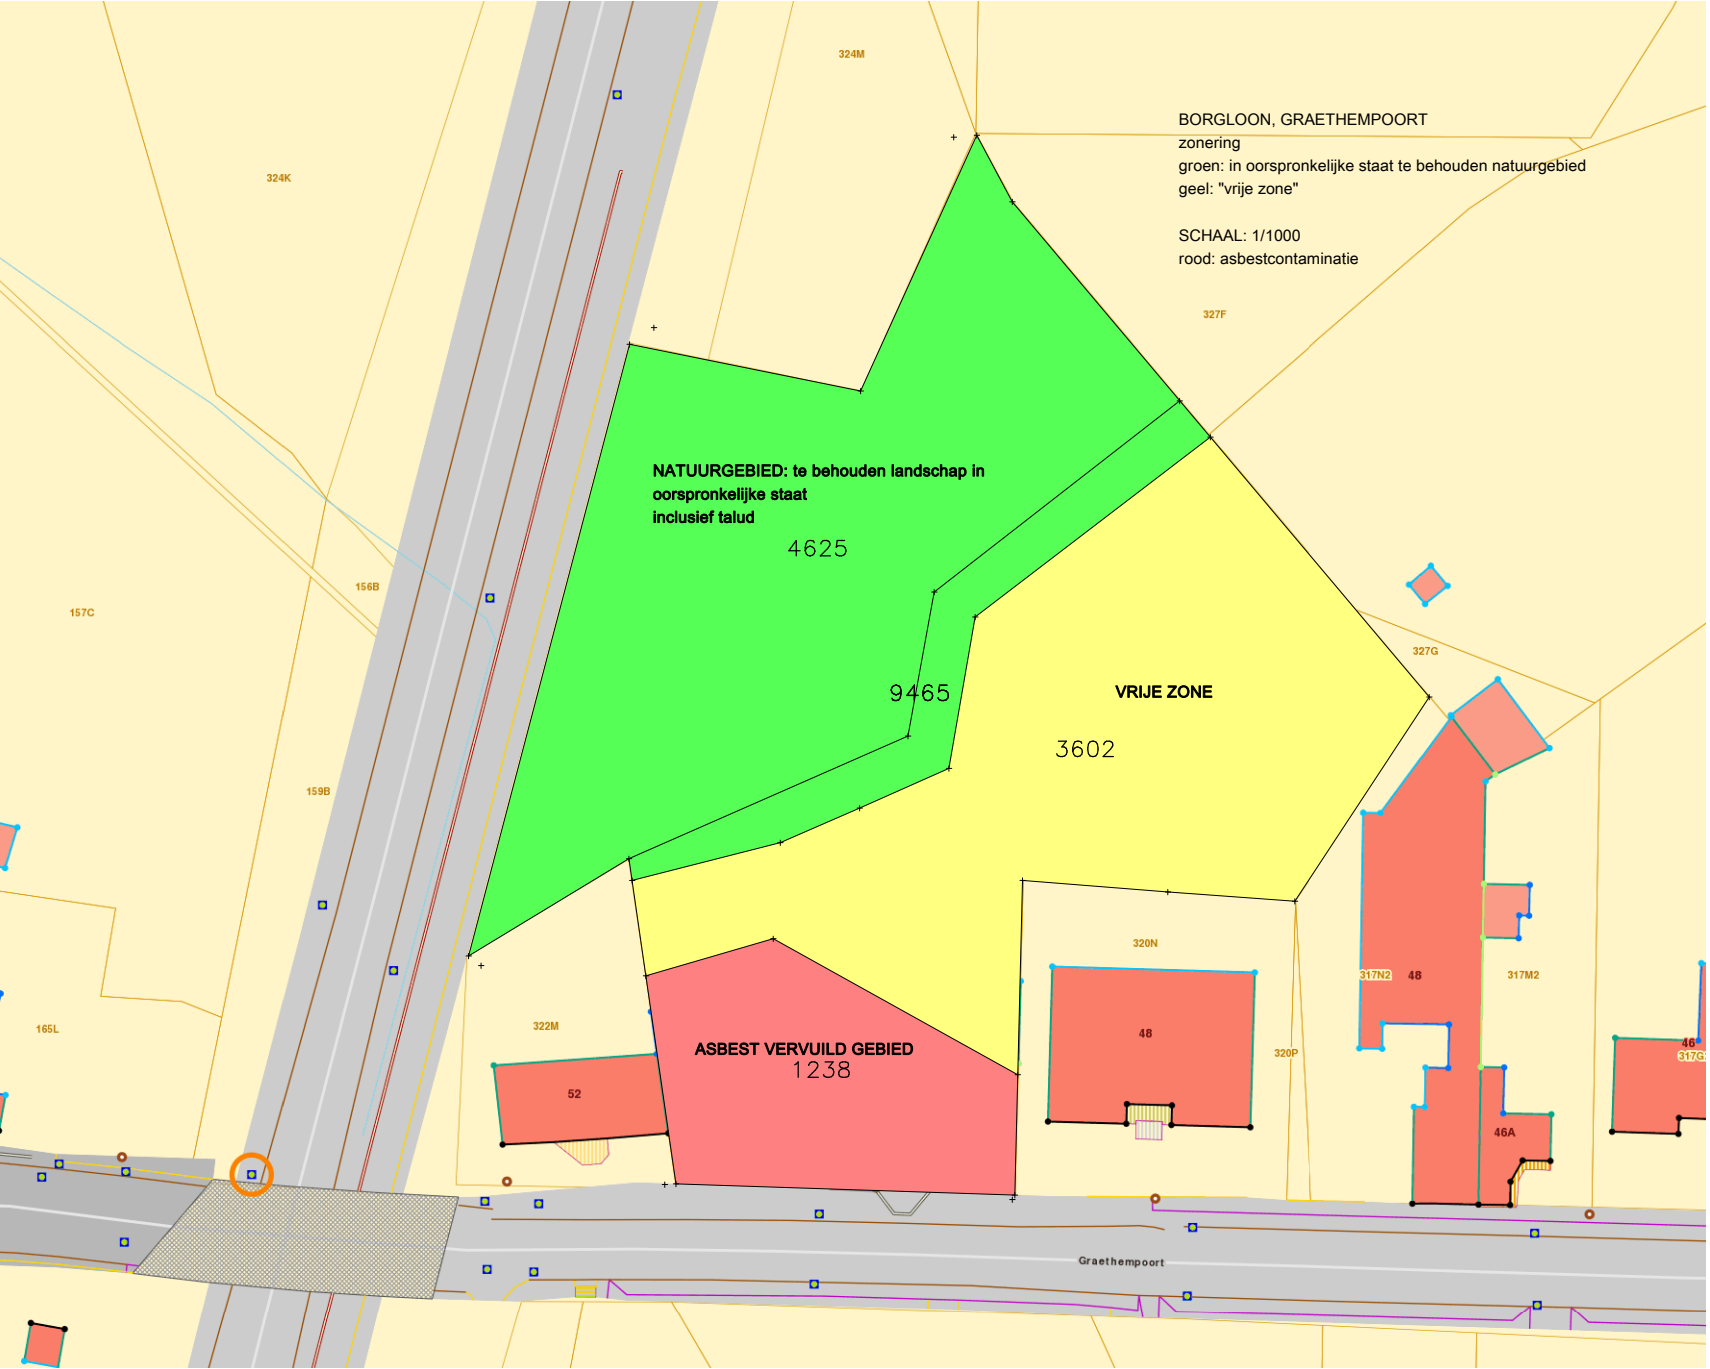 324M
BORGLOON, GRAETHEMPOORT
zonering
groen: in oorspronkelijke staat te behouden natuurgebied
geel: "vrije zone"
SCHAAL: 1/1000
rood: asbestcontaminatie
324K
327F
NATUURGEBIED: te behouden landschap in
oorspronkelijke staat
inclusief talud
4625
156B
157C
327G
9465
VRIJE ZONE
3602
159B
320N
317N2
48
317M2
165L
322M
48
46
ASBEST VERVUILD GEBIED
1238
320P
317G
52
46A
Graethempoort